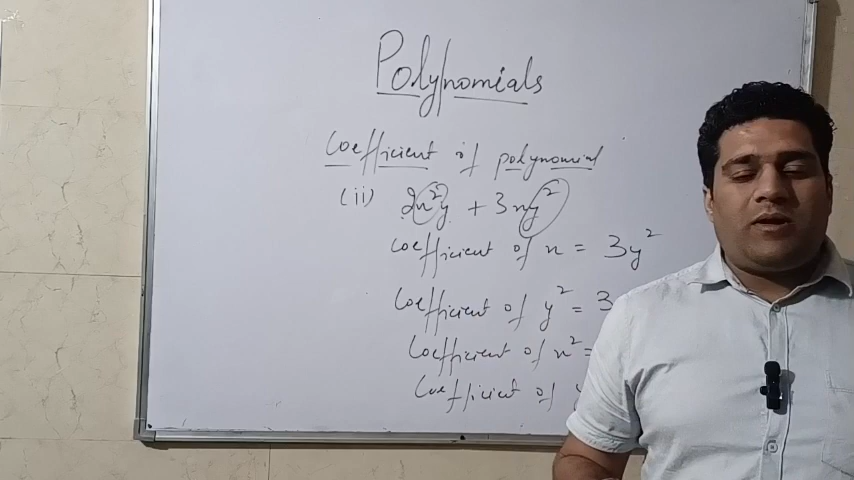 Polynomials
Coefficient of polynomial
(ii) 2x²y + 3xy²
Coefficient of x = 3y²
Coefficient of y² = 3
Coefficient of x² =
Coefficient of